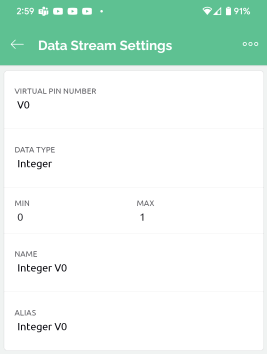 2:59 91%
Data Stream Settings
VIRTUAL PIN NUMBER
V0
DATA TYPE
Integer
MIN MAX
0 1
NAME
Integer V0
ALIAS
Integer V0